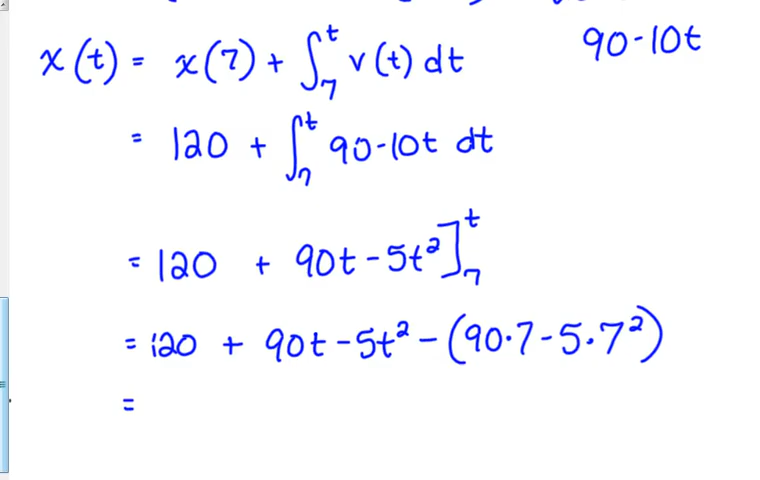 x(t) = x(7) + ∫₇ᵗ v(t) dt 90-10t
= 120 + ∫₇ᵗ 90-10t dt
= 120 + 90t - 5t²]₇ᵗ
= 120 + 90t - 5t² - (90·7 - 5·7²)
=